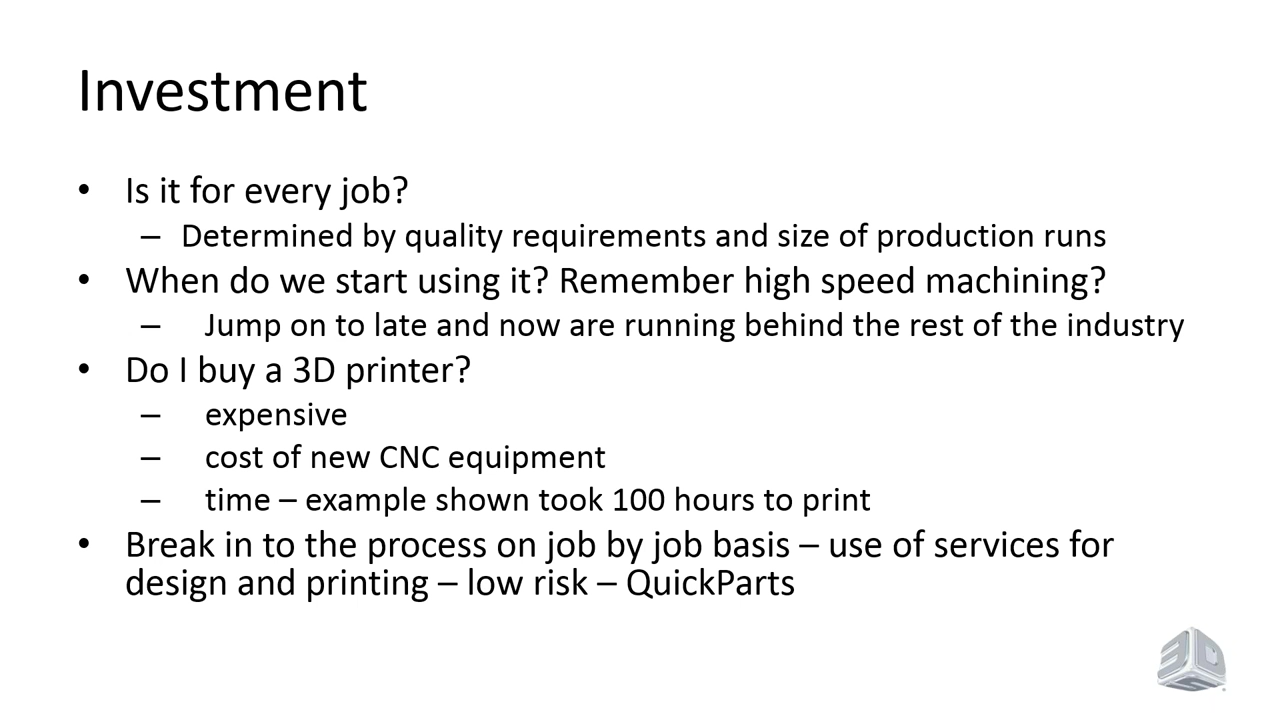 Investment
• Is it for every job?
– Determined by quality requirements and size of production runs
• When do we start using it? Remember high speed machining?
– Jump on to late and now are running behind the rest of the industry
• Do I buy a 3D printer?
– expensive
– cost of new CNC equipment
– time – example shown took 100 hours to print
• Break in to the process on job by job basis – use of services for
design and printing – low risk – QuickParts
3DS